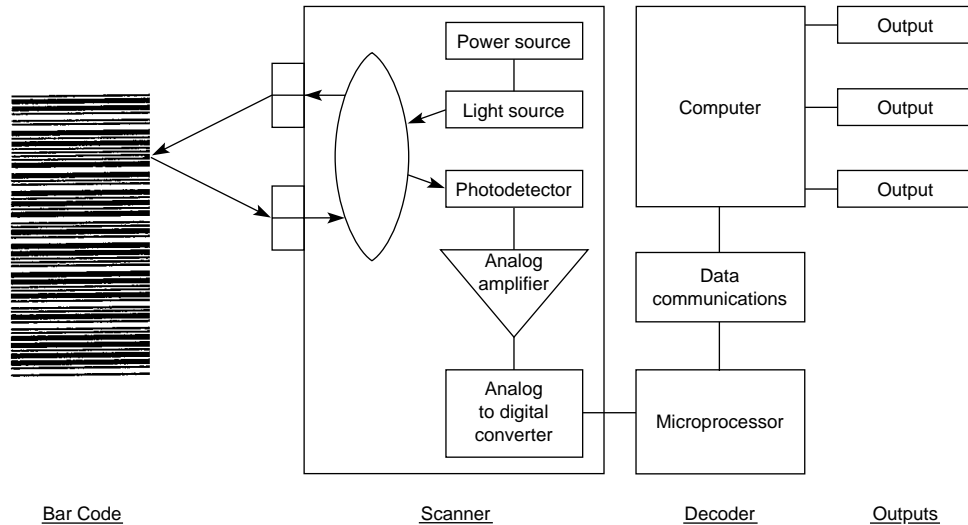 Power source
Light source
Photodetector
Analog
amplifier
Analog
to digital
converter
Computer
Data
communications
Microprocessor
Output
Output
Output
Bar Code
Scanner
Decoder
Outputs